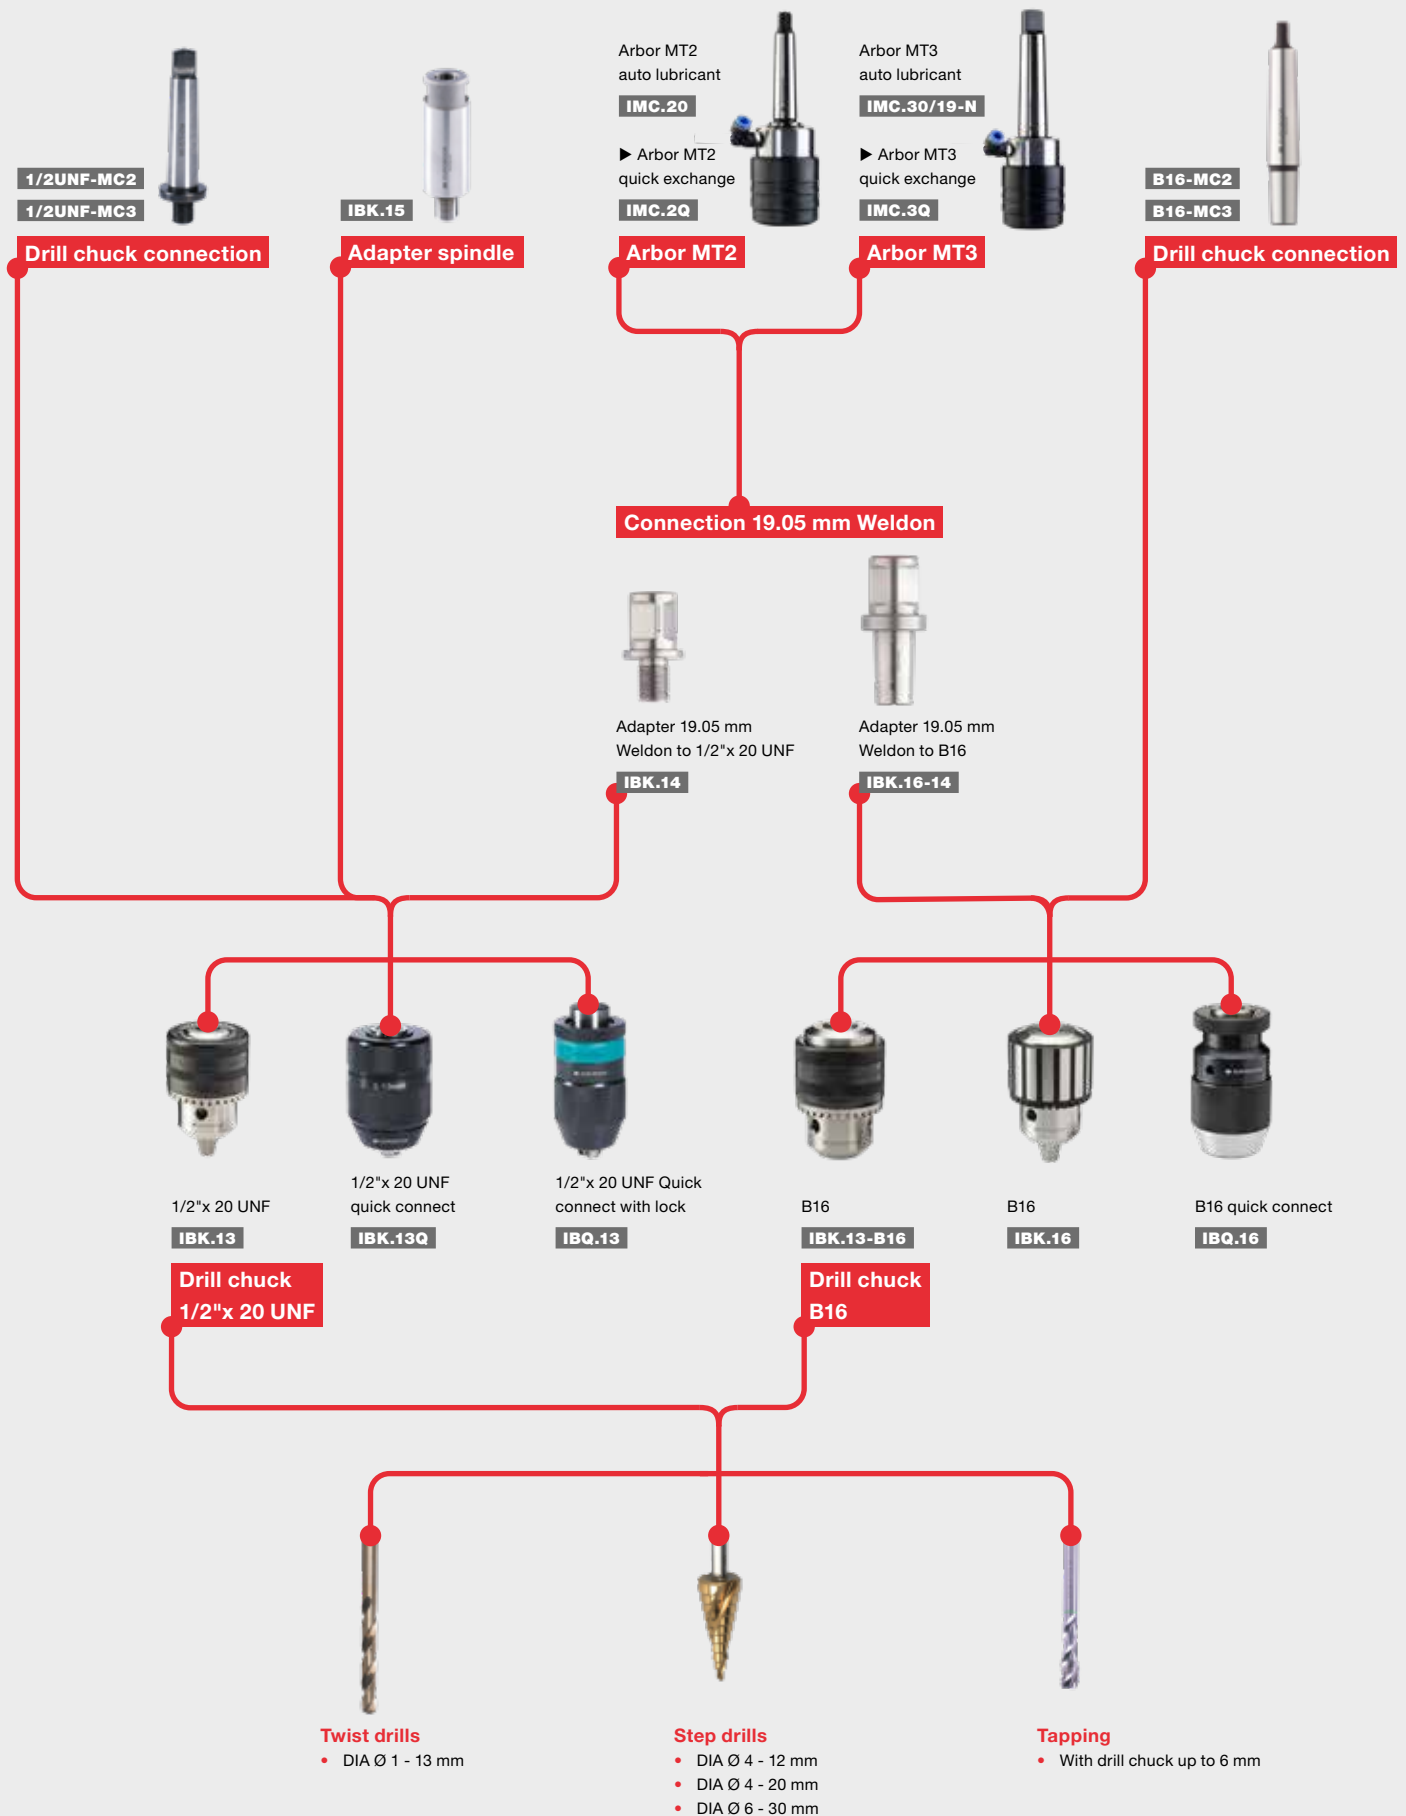 1/2UNF-MC2
1/2UNF-MC3
Drill chuck connection
IBK.15
Adapter spindle
Arbor MT2
auto lubricant
IMC.20
▶ Arbor MT2
quick exchange
IMC.2Q
Arbor MT2
Arbor MT3
auto lubricant
IMC.30/19-N
▶ Arbor MT3
quick exchange
IMC.3Q
Arbor MT3
B16-MC2
B16-MC3
Drill chuck connection
Connection 19.05 mm Weldon
Adapter 19.05 mm
Weldon to 1/2"x 20 UNF
IBK.14
Adapter 19.05 mm
Weldon to B16
IBK.16-14
1/2"x 20 UNF
IBK.13
1/2"x 20 UNF
quick connect
IBK.13Q
1/2"x 20 UNF Quick
connect with lock
IBQ.13
B16
IBK.13-B16
B16
IBK.16
B16 quick connect
IBQ.16
Drill chuck
1/2"x 20 UNF
Drill chuck
B16
Twist drills
• DIA Ø 1 - 13 mm
Step drills
• DIA Ø 4 - 12 mm
• DIA Ø 4 - 20 mm
• DIA Ø 6 - 30 mm
Tapping
• With drill chuck up to 6 mm